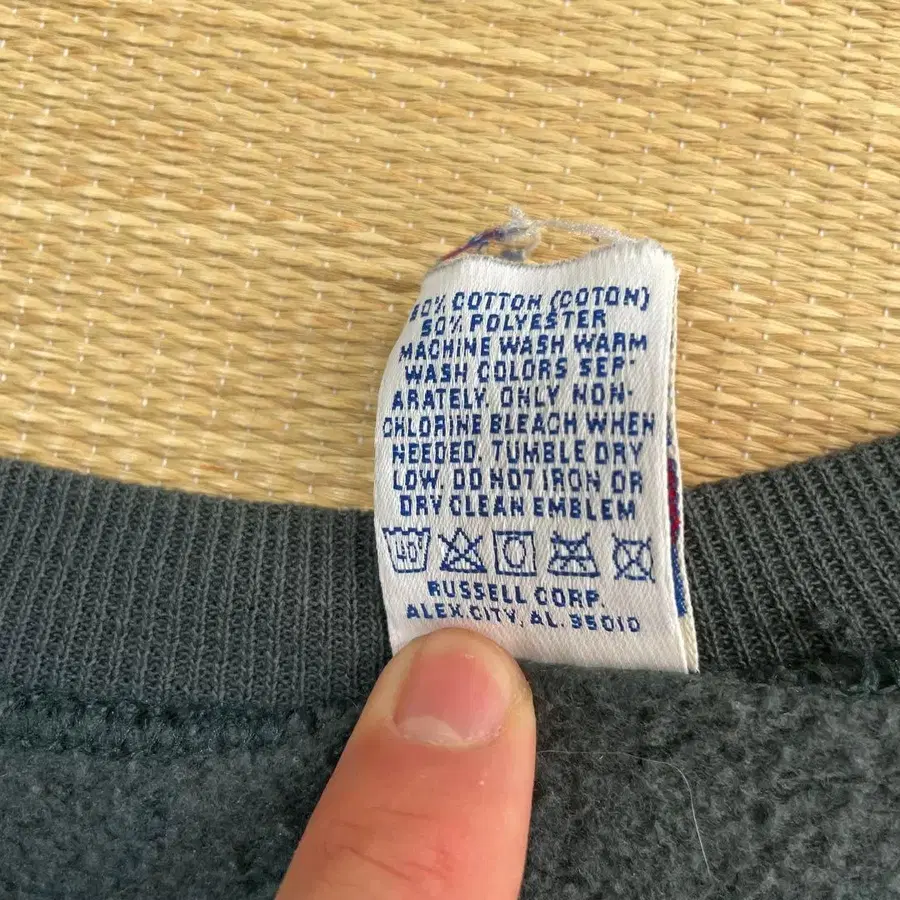 50% COTTON (COTON)
50% POLYESTER
MACHINE WASH WARM
WASH COLORS SEP-
ARATELY. ONLY NON-
CHLORINE BLEACH WHEN
NEEDED. TUMBLE DRY
LOW. DO NOT IRON OR
DRY CLEAN EMBLEM
40 C
RUSSELL CORP.
ALEX.CITY, AL. 35010